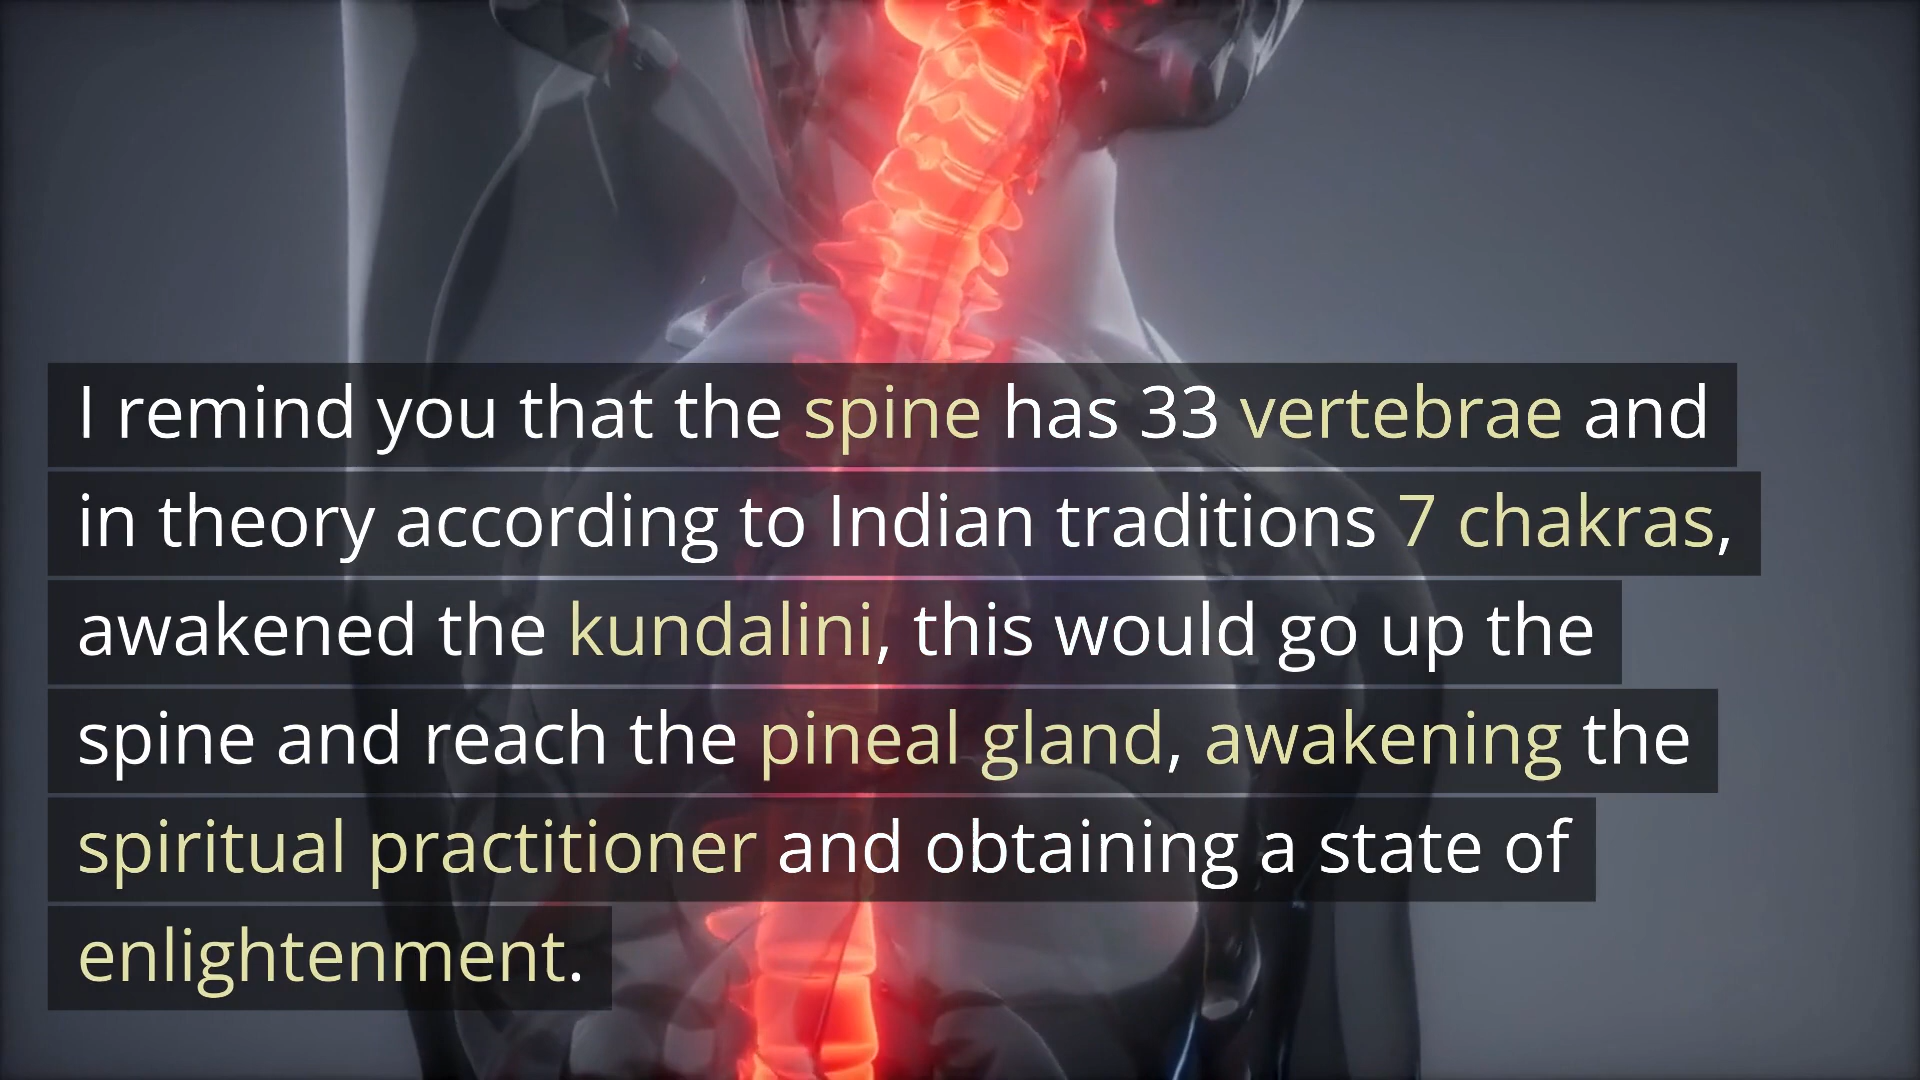 I remind you that the spine has 33 vertebrae and
in theory according to Indian traditions 7 chakras,
awakened the kundalini, this would go up the
spine and reach the pineal gland, awakening the
spiritual practitioner and obtaining a state of
enlightenment.